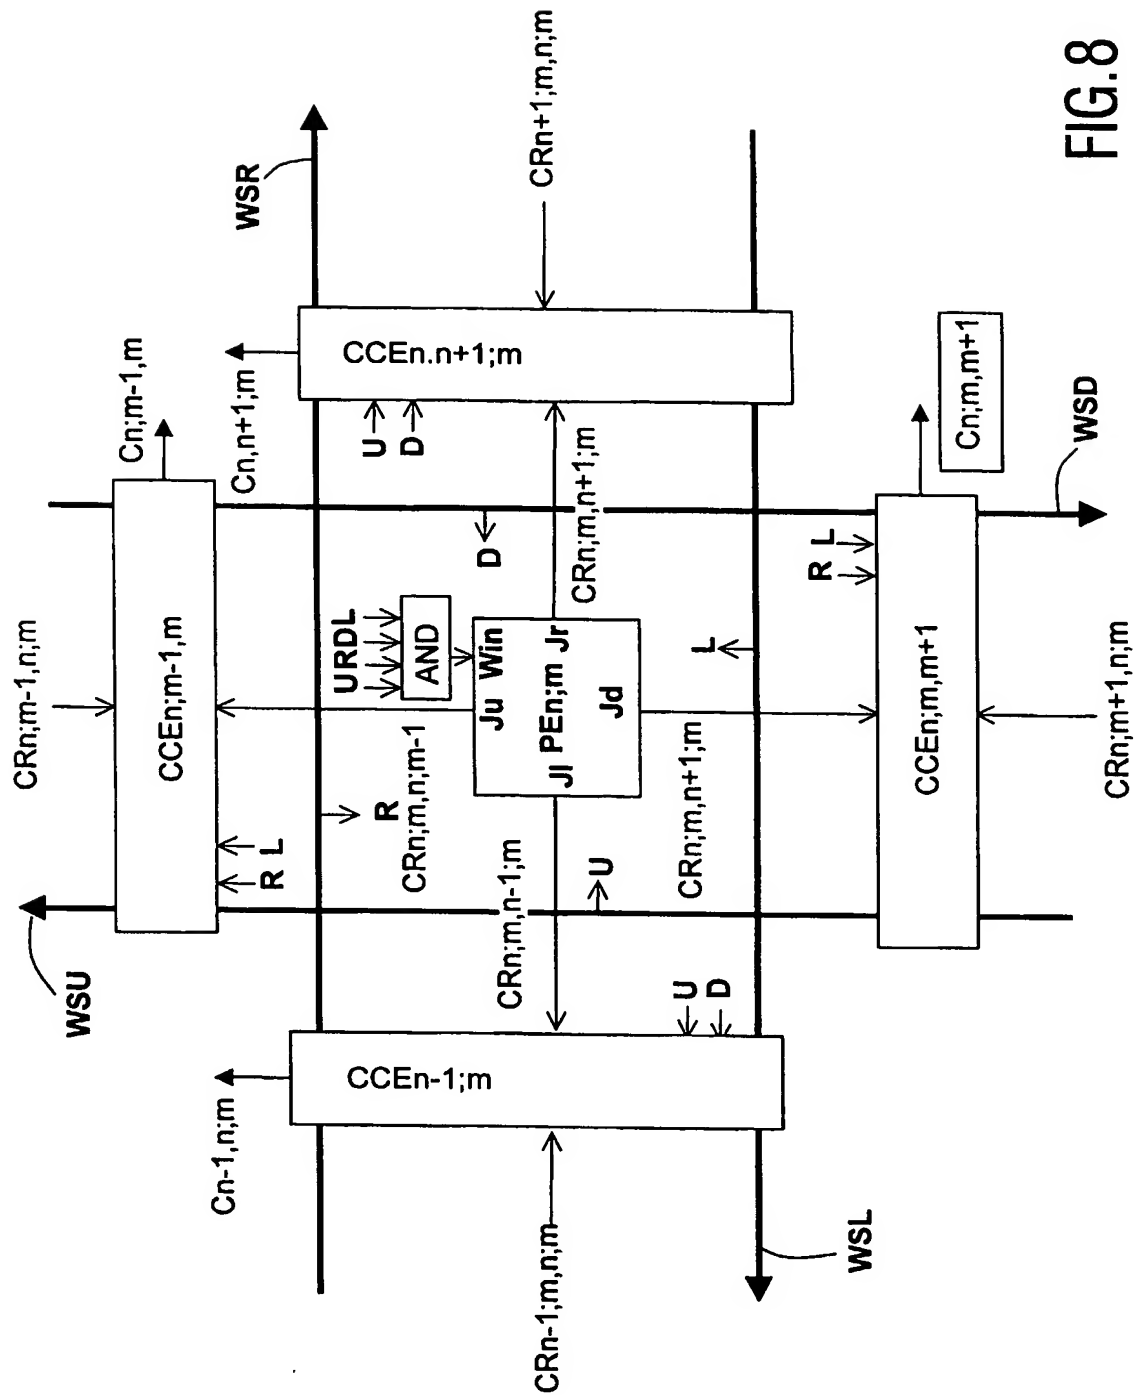 WSU
CRn;m-1,n;m
CCEn;m-1,m
Cn;m-1,m
R
L
WSR
Cn-1,n;m
Cn,n+1;m
R
CRn;m,n;m-1
URDL
AND
U
D
CCEn-1;m
CCEn.n+1;m
D
Ju Win
Jl PEn;m Jr
Jd
CRn;m,n-1;m
CRn;m,n+1;m
CRn-1;m,n;m
CRn+1;m,n;m
U
U
D
CRn;m,n+1;m
L
WSL
R
L
CCEn;m,m+1
Cn;m,m+1
WSD
CRn;m+1,n;m
FIG.8